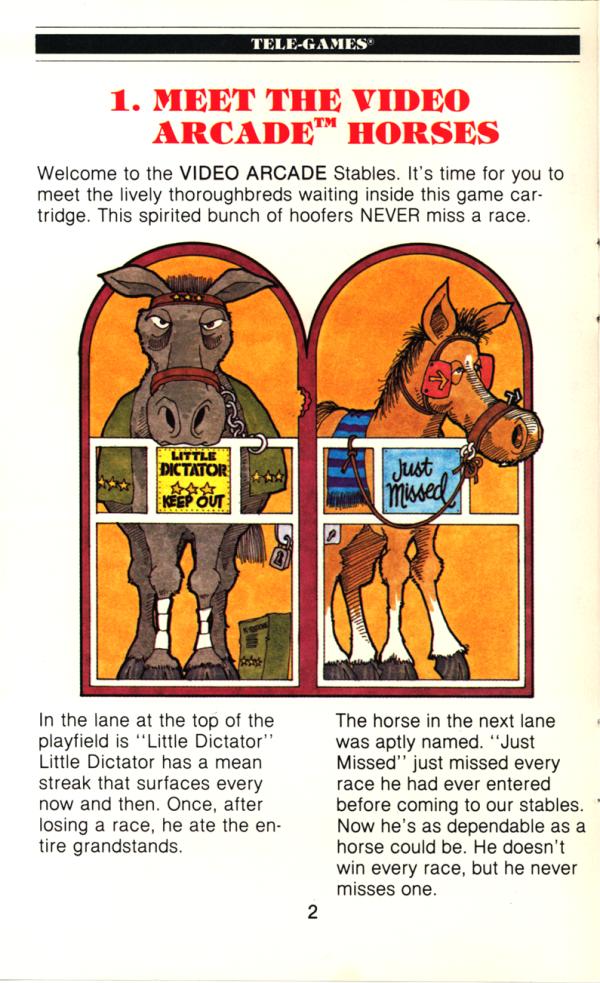 TELE-GAMES®
1. MEET THE VIDEO
ARCADE™ HORSES
Welcome to the VIDEO ARCADE Stables. It's time for you to
meet the lively thoroughbreds waiting inside this game car-
tridge. This spirited bunch of hoofers NEVER miss a race.
LITTLE
DICTATOR
KEEP OUT
Just
Missed
In the lane at the top of the
playfield is ''Little Dictator''
Little Dictator has a mean
streak that surfaces every
now and then. Once, after
losing a race, he ate the en-
tire grandstands.
The horse in the next lane
was aptly named. ''Just
Missed'' just missed every
race he had ever entered
before coming to our stables.
Now he's as dependable as a
horse could be. He doesn't
win every race, but he never
misses one.
2